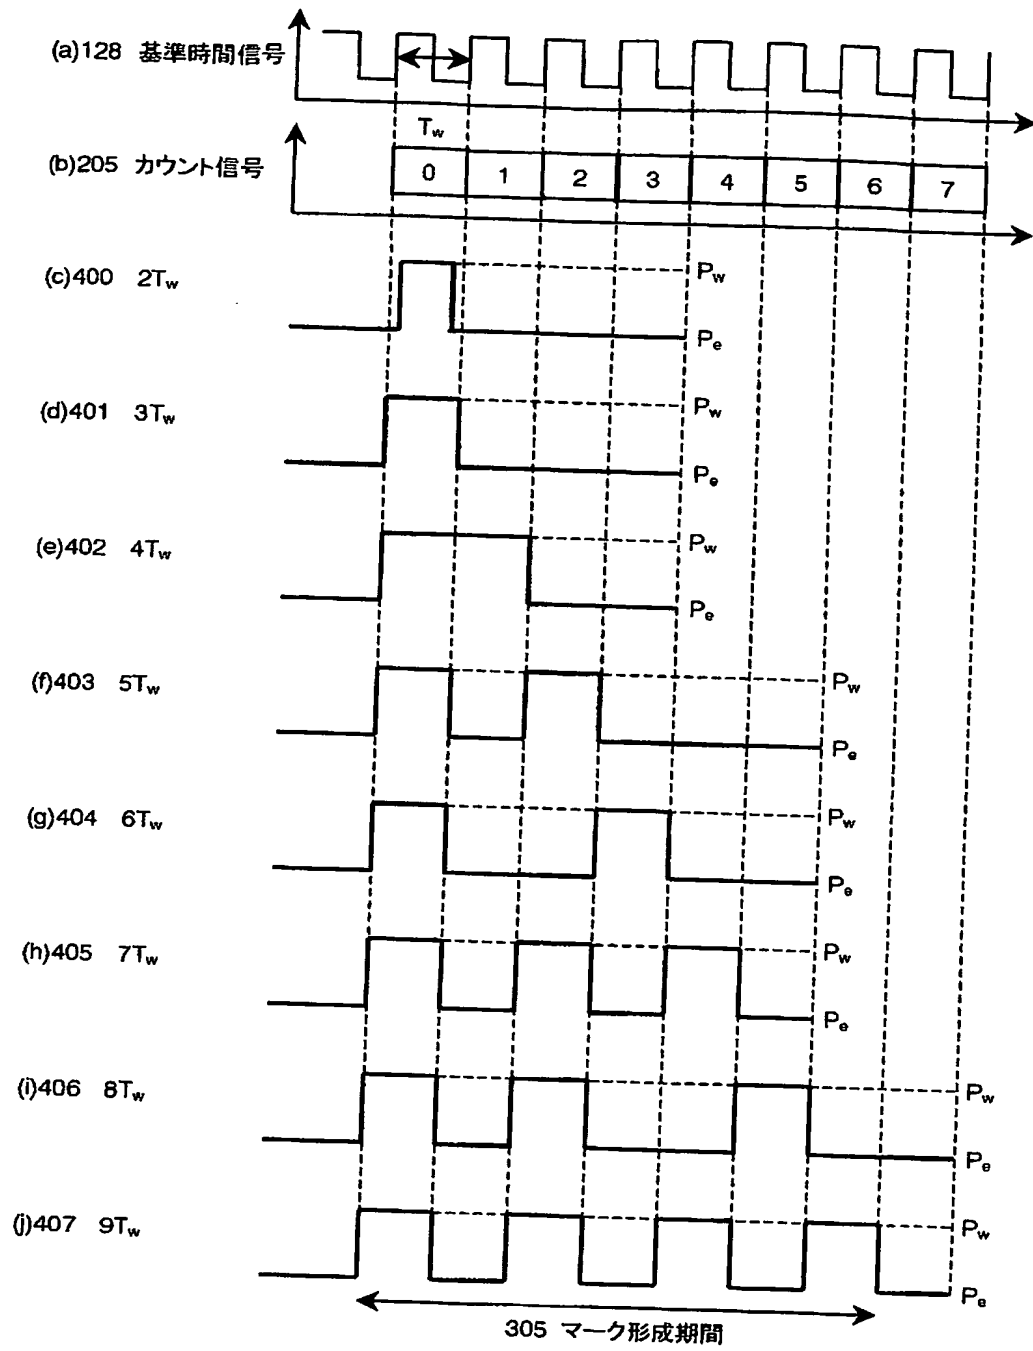 (a)128 基準時間信号
Tw
(b)205 カウント信号
0 1 2 3 4 5 6 7
(c)400 2Tw
Pw
Pe
(d)401 3Tw
Pw
Pe
(e)402 4Tw
Pw
Pe
(f)403 5Tw
Pw
Pe
(g)404 6Tw
Pw
Pe
(h)405 7Tw
Pw
Pe
(i)406 8Tw
Pw
Pe
(j)407 9Tw
Pw
Pe
305 マーク形成期間